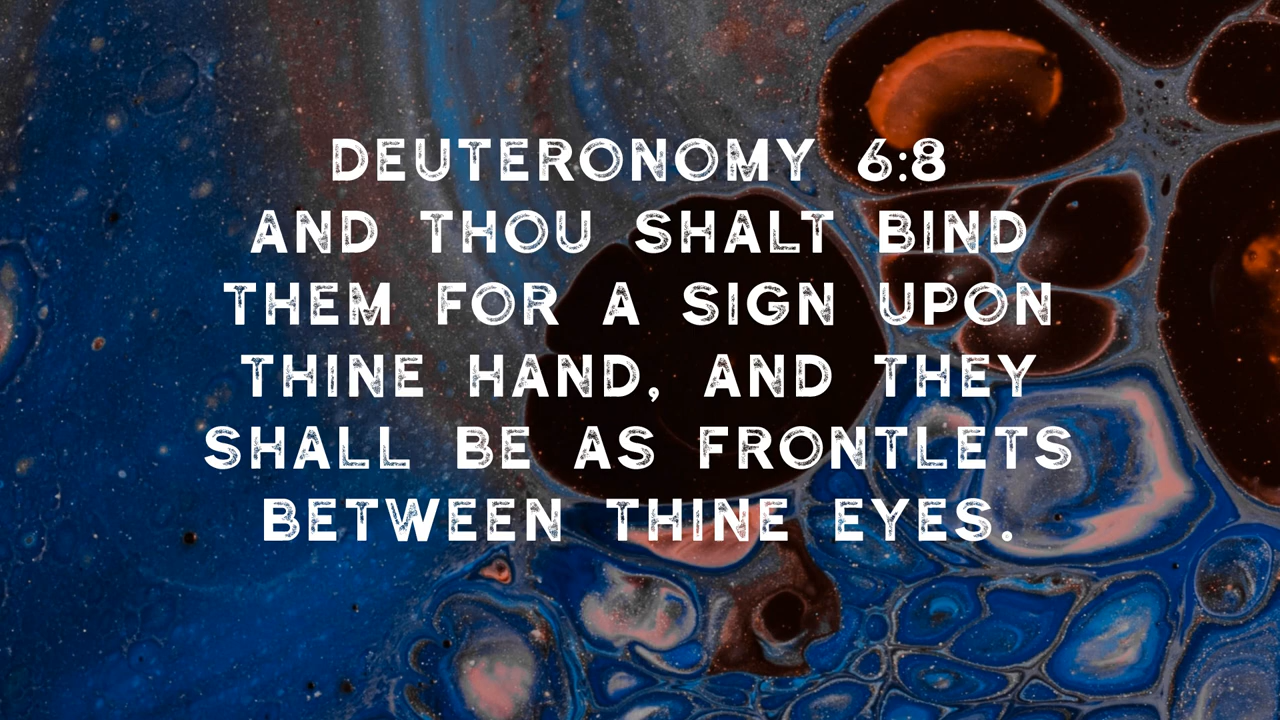 DEUTERONOMY 6:8
AND THOU SHALT BIND
THEM FOR A SIGN UPON
THINE HAND, AND THEY
SHALL BE AS FRONTLETS
BETWEEN THINE EYES.